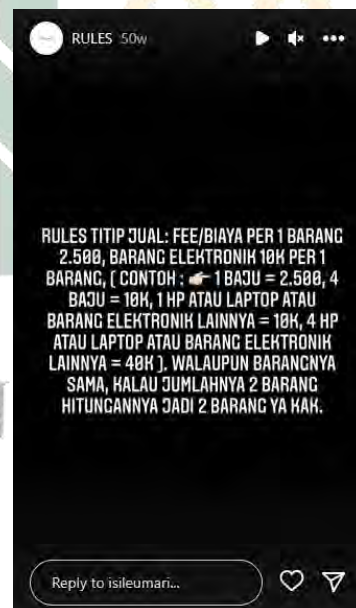 RULES 50w
RULES TITIP JUAL: FEE/BIAYA PER 1 BARANG
2.500, BARANG ELEKTRONIK 10K PER 1
BARANG, ( CONTOH : 👉🏻 1 BAJU = 2.500, 4
BAJU = 10K, 1 HP ATAU LAPTOP ATAU
BARANG ELEKTRONIK LAINNYA = 10K, 4 HP
ATAU LAPTOP ATAU BARANG ELEKTRONIK
LAINNYA = 40K ). WALAUPUN BARANGNYA
SAMA, KALAU JUMLAHNYA 2 BARANG
HITUNGANNYA JADI 2 BARANG YA KAK.
Reply to isileumari...